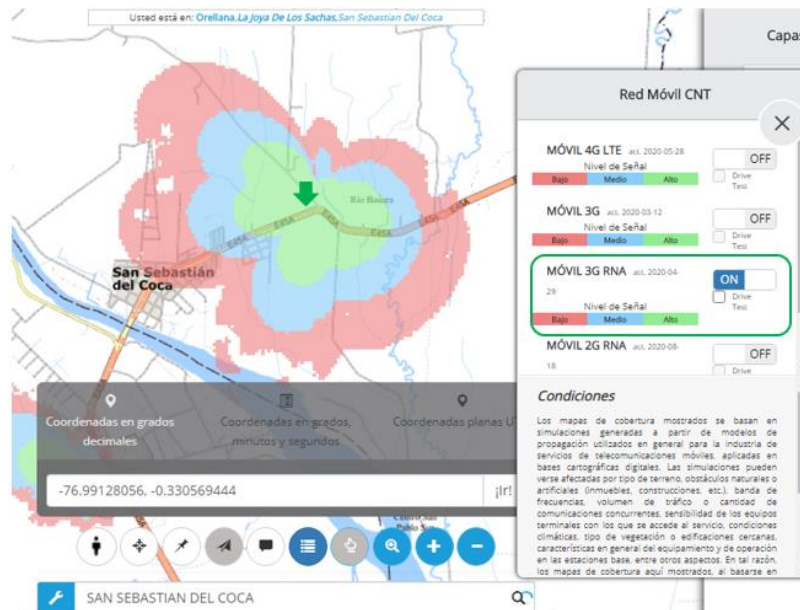 Usted está en: Orellana,La Joya De Los Sachas,San Sebastian Del Coca
Capas
Red Móvil CNT
MÓVIL 4G LTE act. 2020-05-28
OFF
Nivel de Señal
Bajo Medio Alto
Drive Test
MÓVIL 3G act. 2020-03-12
OFF
Nivel de Señal
Bajo Medio Alto
Drive Test
MÓVIL 3G RNA act. 2020-04-29
ON
Nivel de Señal
Bajo Medio Alto
Drive Test
MÓVIL 2G RNA act. 2020-09-18
OFF
Drive
Condiciones
Los mapas de cobertura mostrados se basan en
simulaciones generadas a partir de modelos de
propagación utilizados en general para la industria de
servicios de telecomunicaciones móviles, aplicadas en
bases cartográficas digitales. Las simulaciones pueden
verse afectadas por tipo de terreno, obstáculos naturales o
artificiales (inmuebles, construcciones, etc.), banda de
frecuencias, volumen de tráfico o cantidad de
comunicaciones concurrentes, sensibilidad de los equipos
terminales con los que se accede al servicio, condiciones
climáticas, tipo de vegetación o edificaciones cercanas,
características en general del equipamiento y de operación
en las estaciones base, entre otros aspectos. En tal razón,
los mapas de cobertura aquí mostrados, al basarse en
E45A
E45A
E45A
E45A
San Sebastián
del Coca
Coordenadas en grados
decimales
Coordenadas en grados,
minutos y segundos
Coordenadas planas UT
-76.99128056, -0.330569444
¡Ir!
SAN SEBASTIAN DEL COCA